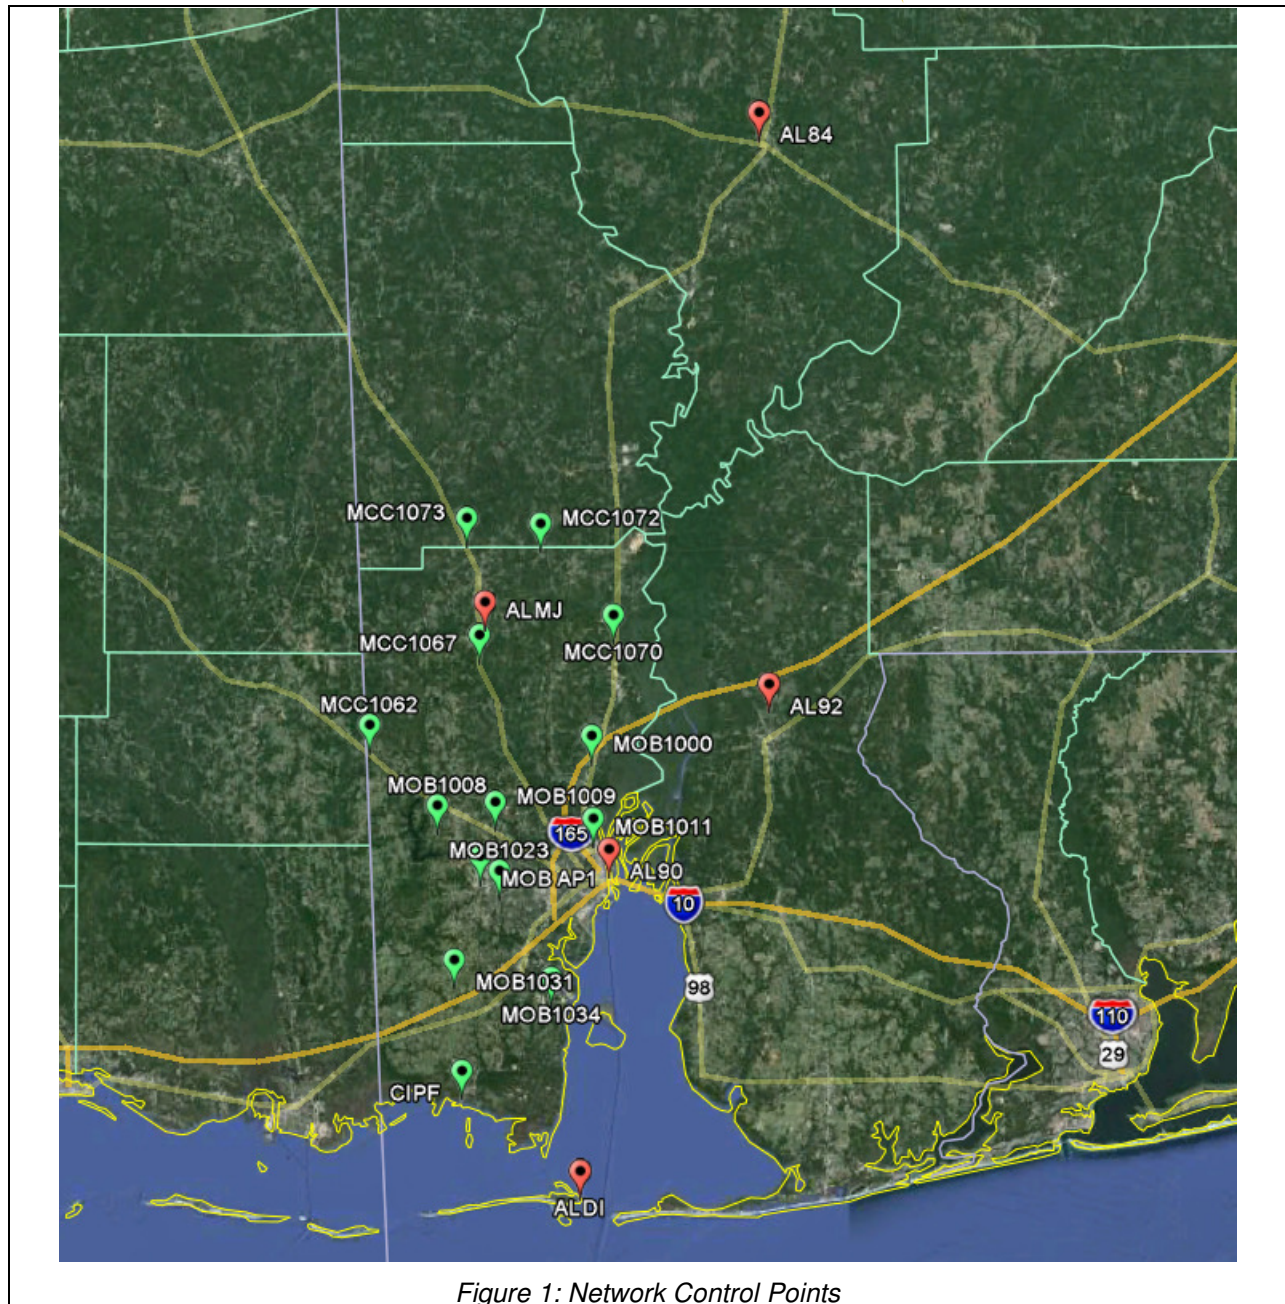 AL84
MCC1073
MCC1072
ALMJ
MCC1067
MCC1070
MCC1062
AL92
MOB1000
MOB1008
MOB1009
165
MOB1011
MOB1023
MOB AP1
AL90
10
98
MOB1031
MOB1034
110
29
CIPF
ALDI
Figure 1: Network Control Points